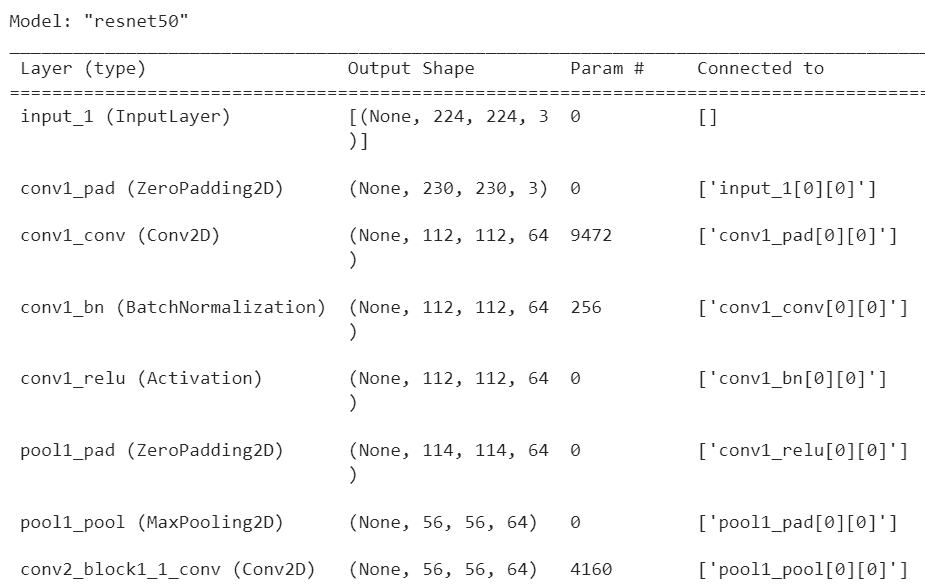 Model: "resnet50"
__________________________________________________________________________________________
Layer (type) Output Shape Param # Connected to
==========================================================================================
input_1 (InputLayer) [(None, 224, 224, 3 0 []
)]
conv1_pad (ZeroPadding2D) (None, 230, 230, 3) 0 ['input_1[0][0]']
conv1_conv (Conv2D) (None, 112, 112, 64 9472 ['conv1_pad[0][0]']
)
conv1_bn (BatchNormalization) (None, 112, 112, 64 256 ['conv1_conv[0][0]']
)
conv1_relu (Activation) (None, 112, 112, 64 0 ['conv1_bn[0][0]']
)
pool1_pad (ZeroPadding2D) (None, 114, 114, 64 0 ['conv1_relu[0][0]']
)
pool1_pool (MaxPooling2D) (None, 56, 56, 64) 0 ['pool1_pad[0][0]']
conv2_block1_1_conv (Conv2D) (None, 56, 56, 64) 4160 ['pool1_pool[0][0]']